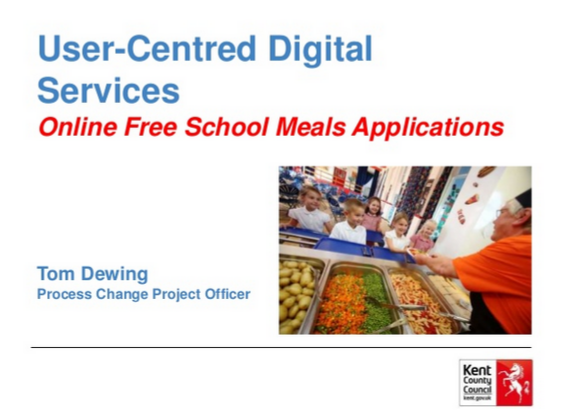 User-Centred Digital
Services
Online Free School Meals Applications
Tom Dewing
Process Change Project Officer
Kent
County
Council
kent.gov.uk